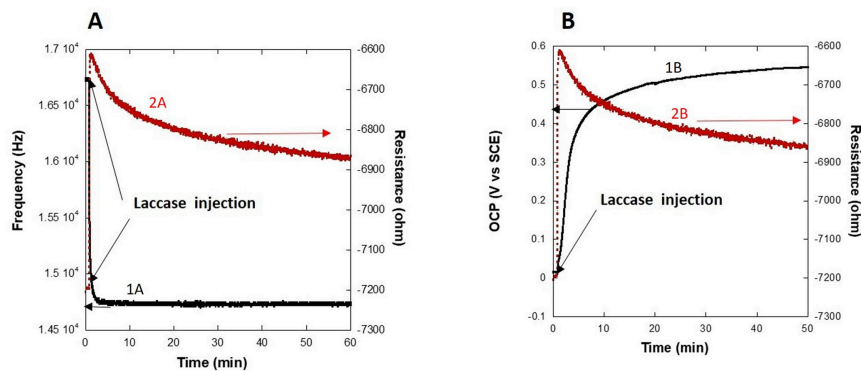 A
B
1.7 10⁴
1.65 10⁴
1.6 10⁴
1.55 10⁴
1.5 10⁴
1.45 10⁴
Frequency (Hz)
0
10
20
30
40
50
60
Time (min)
-6600
-6700
-6800
-6900
-7000
-7100
-7200
-7300
Resistance (ohm)
2A
Laccase injection
1A
0.6
0.5
0.4
0.3
0.2
0.1
0
-0.1
OCP (V vs SCE)
0
10
20
30
40
50
Time (min)
-6600
-6700
-6800
-6900
-7000
-7100
-7200
-7300
Resistance
(ohm)
1B
2B
Laccase injection